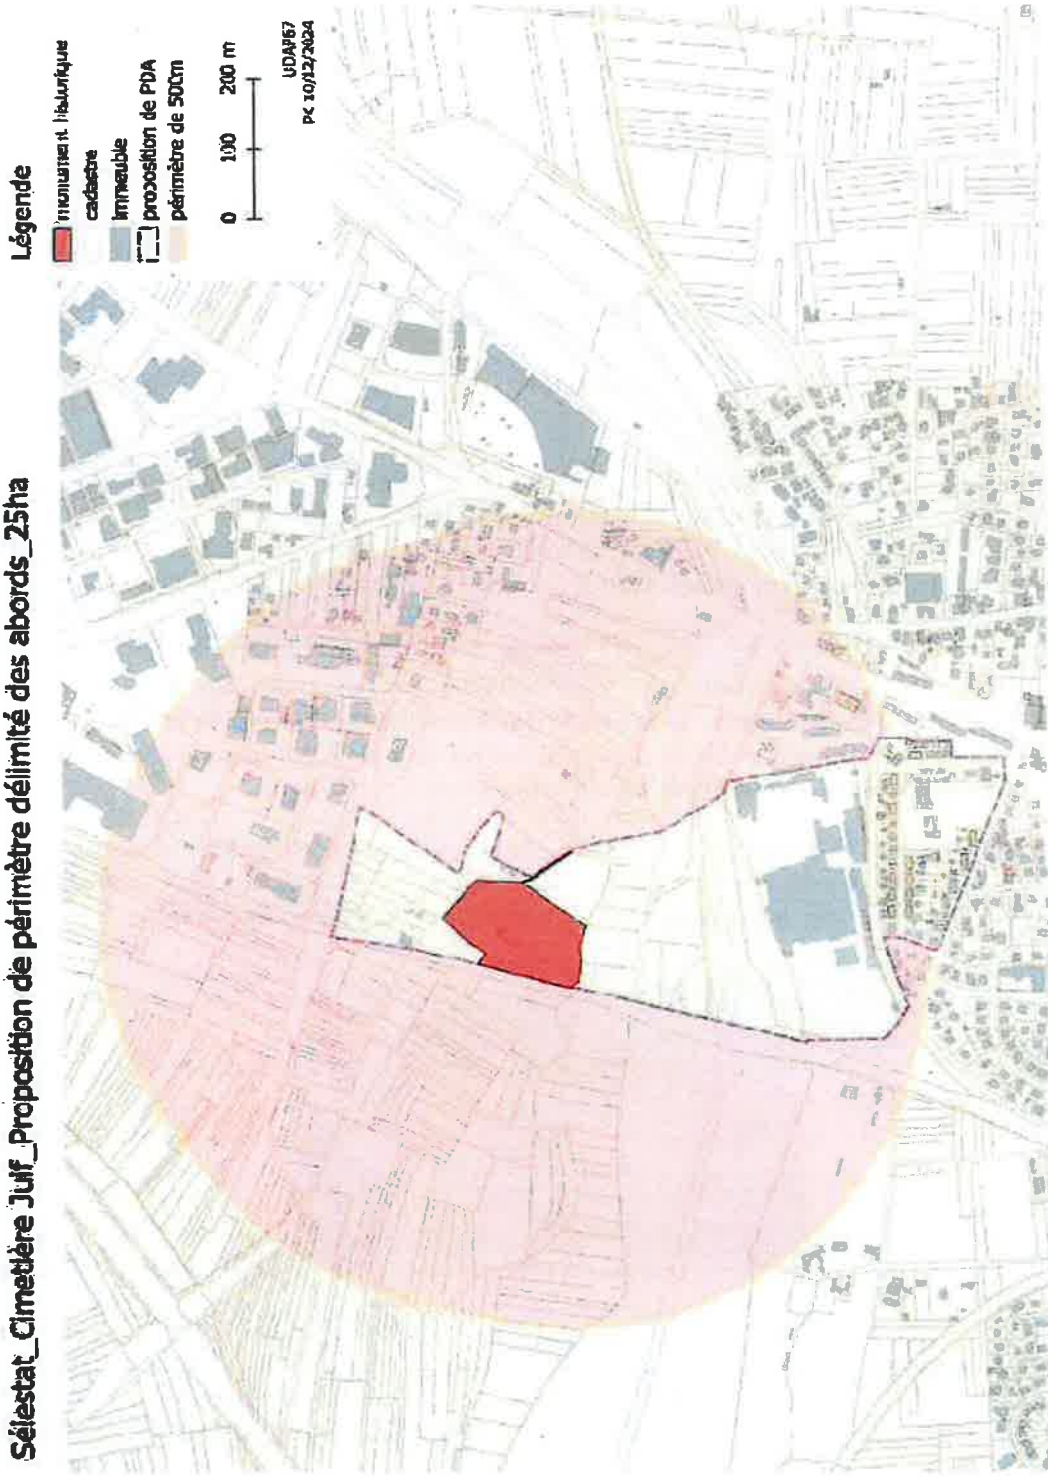 Sélestat_Cimetière Juif_Proposition de périmètre délimité des abords_25ha
Légende
monument historique
cadastre
immeuble
proposition de PDA
périmètre de 500m
0 100 200 m
UDAP67
PK 10/12/2024